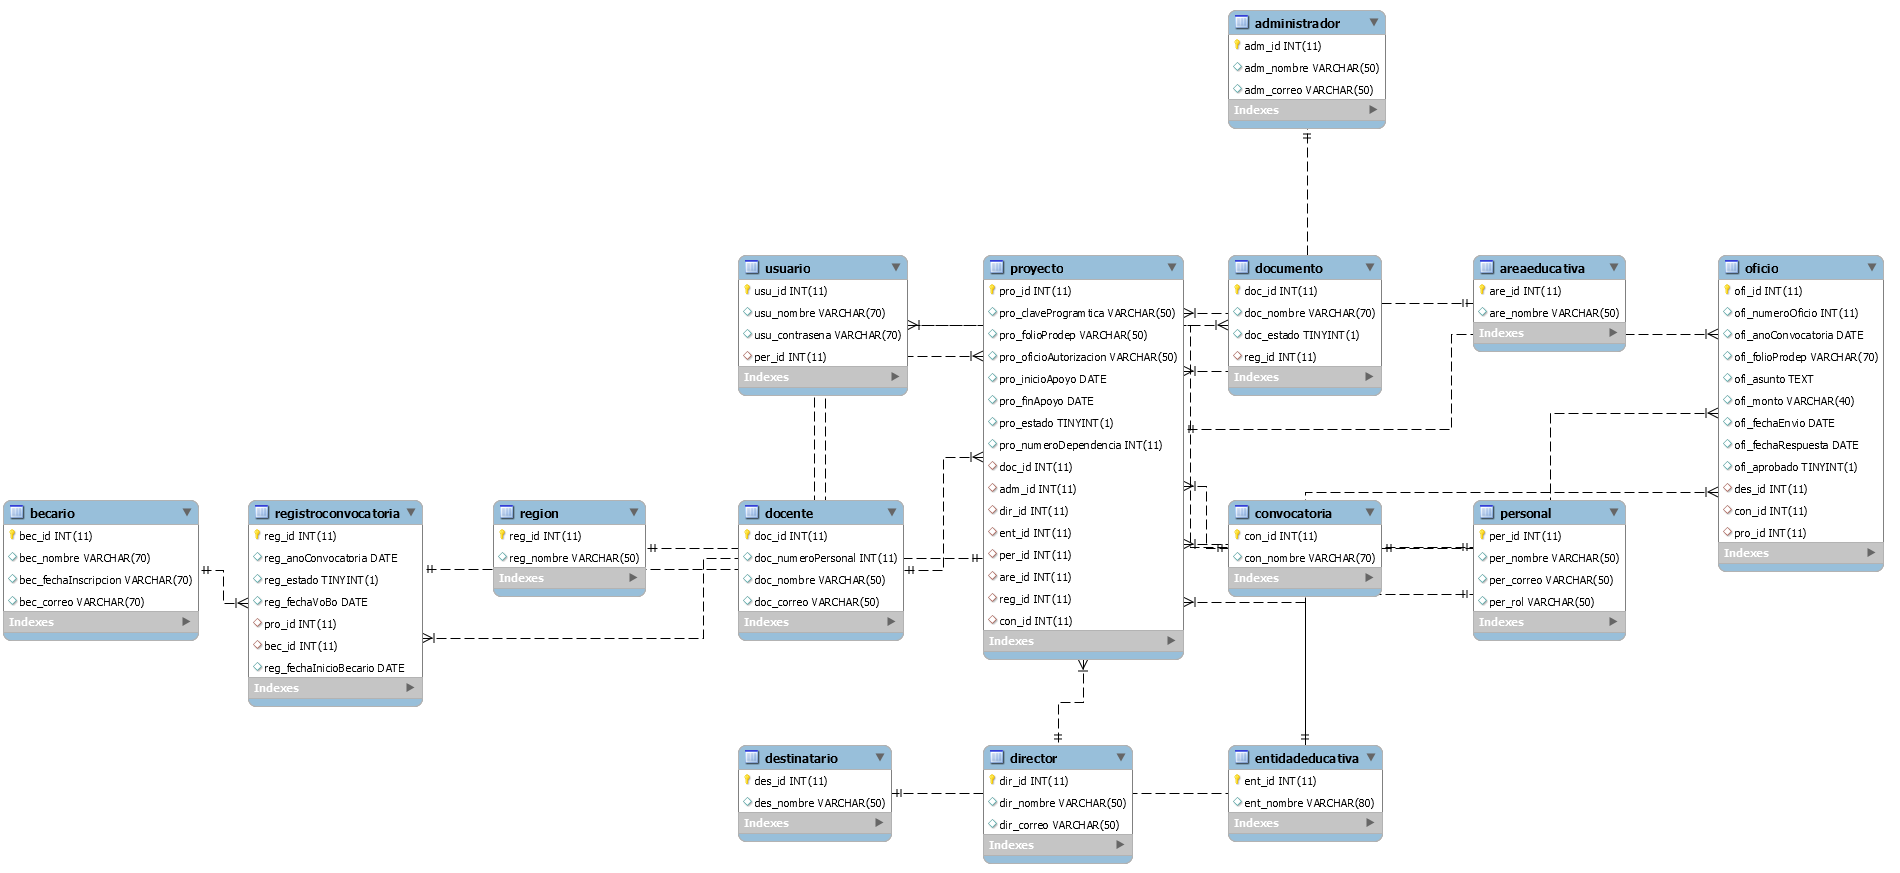 administrador
adm_id INT(11)
adm_nombre VARCHAR(50)
adm_correo VARCHAR(50)
Indexes
usuario
usu_id INT(11)
usu_nombre VARCHAR(70)
usu_contrasena VARCHAR(70)
per_id INT(11)
Indexes
proyecto
pro_id INT(11)
pro_claveProgramtica VARCHAR(50)
pro_folioProdep VARCHAR(50)
pro_oficioAutorizacion VARCHAR(50)
pro_inicioApoyo DATE
pro_finApoyo DATE
pro_estado TINYINT(1)
pro_numeroDependencia INT(11)
doc_id INT(11)
adm_id INT(11)
dir_id INT(11)
ent_id INT(11)
per_id INT(11)
are_id INT(11)
reg_id INT(11)
con_id INT(11)
Indexes
documento
doc_id INT(11)
doc_nombre VARCHAR(70)
doc_estado TINYINT(1)
reg_id INT(11)
Indexes
areaeducativa
are_id INT(11)
are_nombre VARCHAR(50)
Indexes
oficio
ofi_id INT(11)
ofi_numeroOficio INT(11)
ofi_anoConvocatoria DATE
ofi_folioProdep VARCHAR(70)
ofi_asunto TEXT
ofi_monto VARCHAR(40)
ofi_fechaEnvio DATE
ofi_fechaRespuesta DATE
ofi_aprobado TINYINT(1)
des_id INT(11)
con_id INT(11)
pro_id INT(11)
Indexes
becario
bec_id INT(11)
bec_nombre VARCHAR(70)
bec_fechaInscripcion VARCHAR(70)
bec_correo VARCHAR(70)
Indexes
registroconvocatoria
reg_id INT(11)
reg_anoConvocatoria DATE
reg_estado TINYINT(1)
reg_fechaVoBo DATE
pro_id INT(11)
bec_id INT(11)
reg_fechaInicioBecario DATE
Indexes
region
reg_id INT(11)
reg_nombre VARCHAR(50)
Indexes
docente
doc_id INT(11)
doc_numeroPersonal INT(11)
doc_nombre VARCHAR(50)
doc_correo VARCHAR(50)
Indexes
convocatoria
con_id INT(11)
con_nombre VARCHAR(70)
Indexes
personal
per_id INT(11)
per_nombre VARCHAR(50)
per_correo VARCHAR(50)
per_rol VARCHAR(50)
Indexes
destinatario
des_id INT(11)
des_nombre VARCHAR(50)
Indexes
director
dir_id INT(11)
dir_nombre VARCHAR(50)
dir_correo VARCHAR(50)
Indexes
entidadeducativa
ent_id INT(11)
ent_nombre VARCHAR(80)
Indexes